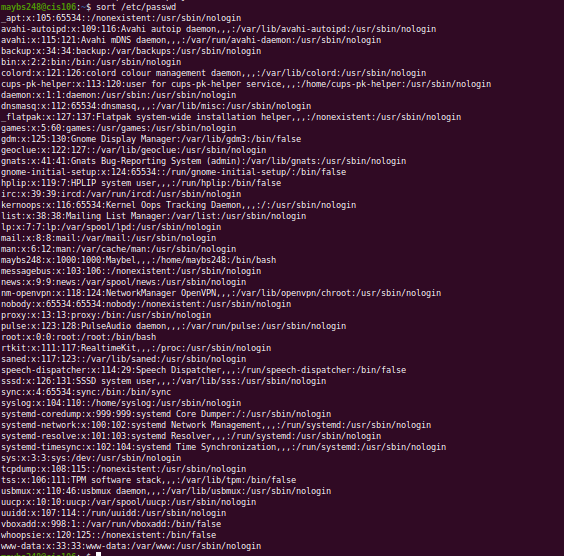 maybs248@cis106:~$ sort /etc/passwd
_apt:x:105:65534::/nonexistent:/usr/sbin/nologin
avahi-autoipd:x:109:116:Avahi autoip daemon,,,:/var/lib/avahi-autoipd:/usr/sbin/nologin
avahi:x:115:121:Avahi mDNS daemon,,,:/var/run/avahi-daemon:/usr/sbin/nologin
backup:x:34:34:backup:/var/backups:/usr/sbin/nologin
bin:x:2:2:bin:/bin:/usr/sbin/nologin
colord:x:121:126:colord colour management daemon,,,:/var/lib/colord:/usr/sbin/nologin
cups-pk-helper:x:113:120:user for cups-pk-helper service,,,:/home/cups-pk-helper:/usr/sbin/nologin
daemon:x:1:1:daemon:/usr/sbin:/usr/sbin/nologin
dnsmasq:x:112:65534:dnsmasq,,,:/var/lib/misc:/usr/sbin/nologin
_flatpak:x:127:137:Flatpak system-wide installation helper,,,:/nonexistent:/usr/sbin/nologin
games:x:5:60:games:/usr/games:/usr/sbin/nologin
gdm:x:125:130:Gnome Display Manager:/var/lib/gdm3:/bin/false
geoclue:x:122:127::/var/lib/geoclue:/usr/sbin/nologin
gnats:x:41:41:Gnats Bug-Reporting System (admin):/var/lib/gnats:/usr/sbin/nologin
gnome-initial-setup:x:124:65534::/run/gnome-initial-setup/:/bin/false
hplip:x:119:7:HPLIP system user,,,:/run/hplip:/bin/false
irc:x:39:39:ircd:/var/run/ircd:/usr/sbin/nologin
kernoops:x:116:65534:Kernel Oops Tracking Daemon,,,:/:/usr/sbin/nologin
list:x:38:38:Mailing List Manager:/var/list:/usr/sbin/nologin
lp:x:7:7:lp:/var/spool/lpd:/usr/sbin/nologin
mail:x:8:8:mail:/var/mail:/usr/sbin/nologin
man:x:6:12:man:/var/cache/man:/usr/sbin/nologin
maybs248:x:1000:1000:Maybel,,,:/home/maybs248:/bin/bash
messagebus:x:103:106::/nonexistent:/usr/sbin/nologin
news:x:9:9:news:/var/spool/news:/usr/sbin/nologin
nm-openvpn:x:118:124:NetworkManager OpenVPN,,,:/var/lib/openvpn/chroot:/usr/sbin/nologin
nobody:x:65534:65534:nobody:/nonexistent:/usr/sbin/nologin
proxy:x:13:13:proxy:/bin:/usr/sbin/nologin
pulse:x:123:128:PulseAudio daemon,,,:/var/run/pulse:/usr/sbin/nologin
root:x:0:0:root:/root:/bin/bash
rtkit:x:111:117:RealtimeKit,,,:/proc:/usr/sbin/nologin
saned:x:117:123::/var/lib/saned:/usr/sbin/nologin
speech-dispatcher:x:114:29:Speech Dispatcher,,,:/run/speech-dispatcher:/bin/false
sssd:x:126:131:SSSD system user,,,:/var/lib/sss:/usr/sbin/nologin
sync:x:4:65534:sync:/bin:/bin/sync
syslog:x:104:110::/home/syslog:/usr/sbin/nologin
systemd-coredump:x:999:999:systemd Core Dumper:/:/usr/sbin/nologin
systemd-network:x:100:102:systemd Network Management,,,:/run/systemd:/usr/sbin/nologin
systemd-resolve:x:101:103:systemd Resolver,,,:/run/systemd:/usr/sbin/nologin
systemd-timesync:x:102:104:systemd Time Synchronization,,,:/run/systemd:/usr/sbin/nologin
sys:x:3:3:sys:/dev:/usr/sbin/nologin
tcpdump:x:108:115::/nonexistent:/usr/sbin/nologin
tss:x:106:111:TPM software stack,,,:/var/lib/tpm:/bin/false
usbmux:x:110:46:usbmux daemon,,,:/var/lib/usbmux:/usr/sbin/nologin
uucp:x:10:10:uucp:/var/spool/uucp:/usr/sbin/nologin
uuidd:x:107:114::/run/uuidd:/usr/sbin/nologin
vboxadd:x:998:1::/var/run/vboxadd:/bin/false
whoopsie:x:120:125::/nonexistent:/bin/false
www-data:x:33:33:www-data:/var/www:/usr/sbin/nologin
maybs248@cis106:~$